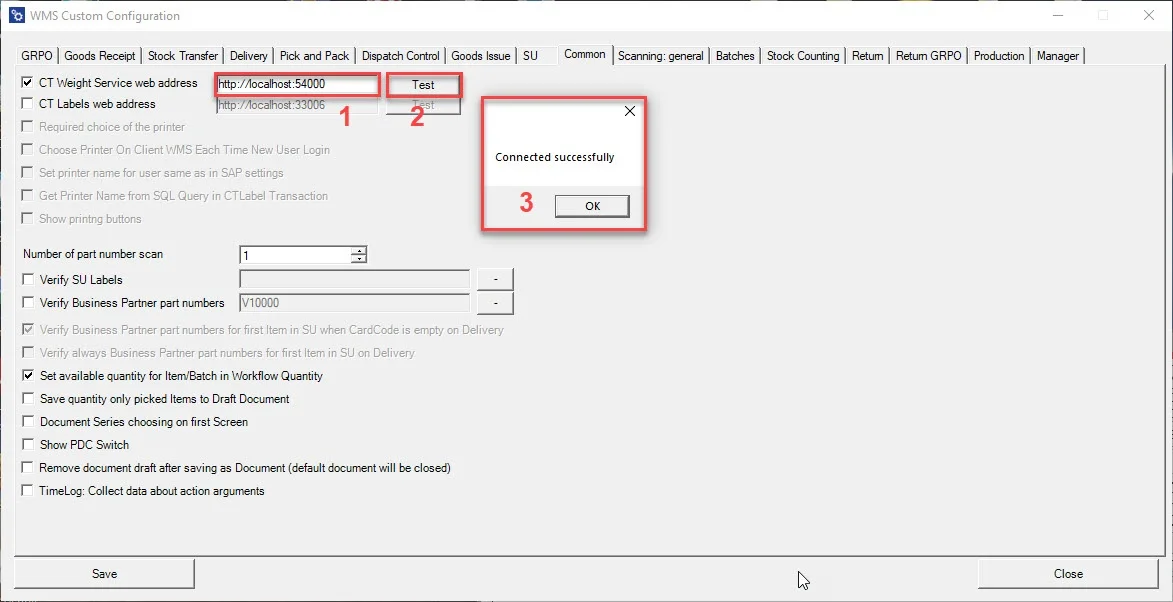 WMS Custom Configuration
GRPO Goods Receipt Stock Transfer Delivery Pick and Pack Dispatch Control Goods Issue SU Common Scanning: general Batches Stock Counting Return Return GRPO Production Manager
CT Weight Service web address http://localhost:54000 Test
CT Labels web address http://localhost:33006 Test
1 2
Required choice of the printer
Choose Printer On Client WMS Each Time New User Login
Set printer name for user same as in SAP settings
Get Printer Name from SQL Query in CTLabel Transaction
Show printng buttons
Connected successfully
3 OK
Number of part number scan 1
Verify SU Labels -
Verify Business Partner part numbers V10000 -
Verify Business Partner part numbers for first Item in SU when CardCode is empty on Delivery
Verify always Business Partner part numbers for first Item in SU on Delivery
Set available quantity for Item/Batch in Workflow Quantity
Save quantity only picked Items to Draft Document
Document Series choosing on first Screen
Show PDC Switch
Remove document draft after saving as Document (default document will be closed)
TimeLog: Collect data about action arguments
Save Close